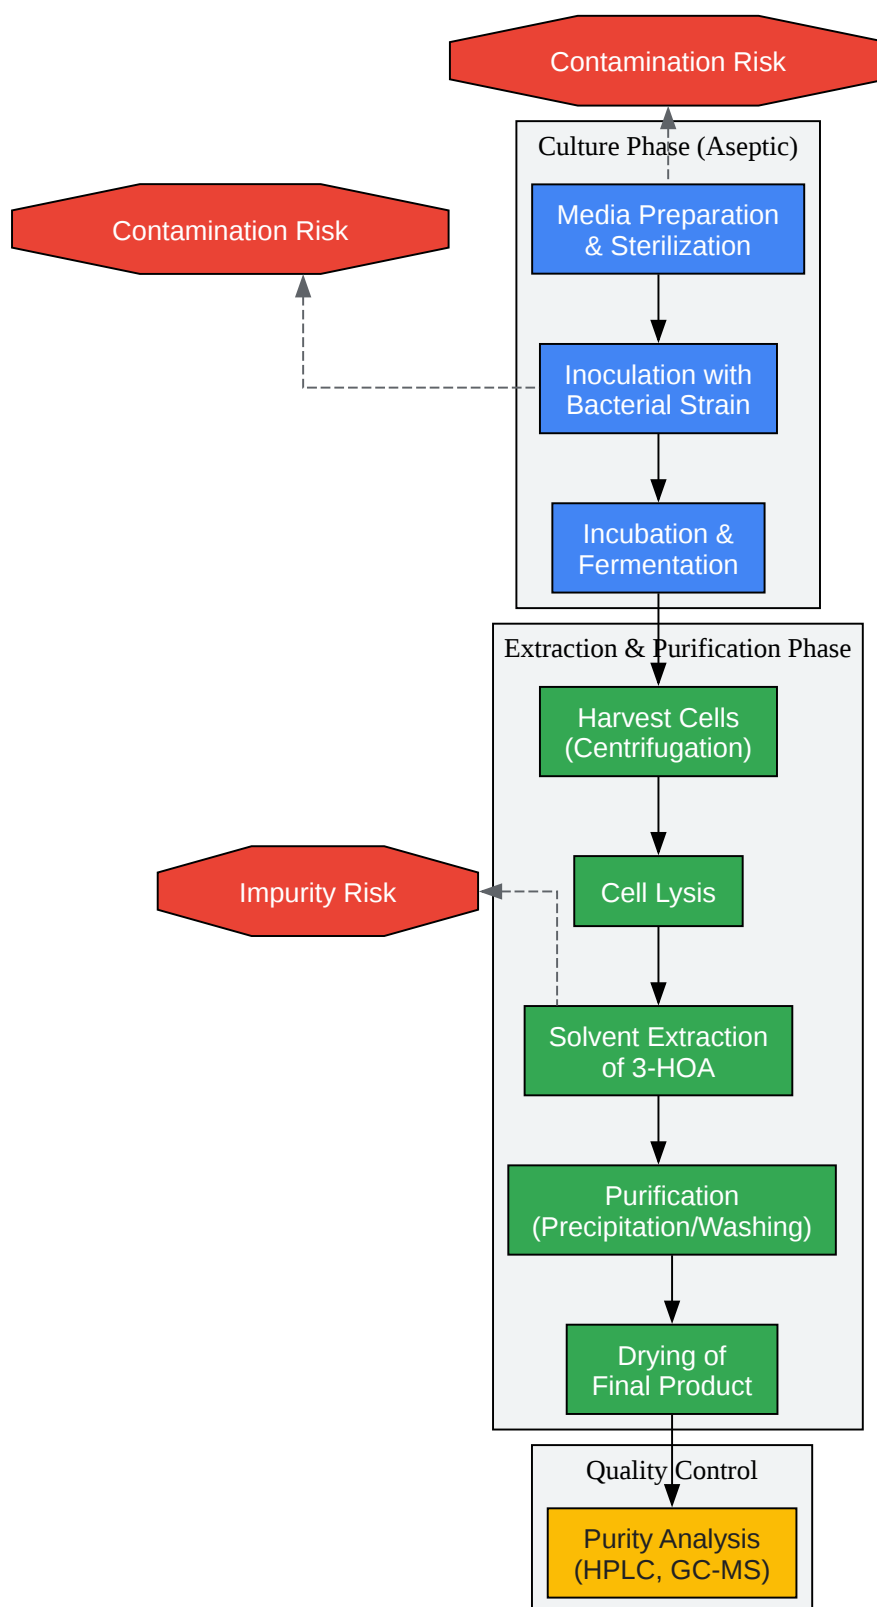 Contamination Risk
Culture Phase (Aseptic)
Contamination Risk
Media Preparation
& Sterilization
Inoculation with
Bacterial Strain
Incubation &
Fermentation
Extraction & Purification Phase
Harvest Cells
(Centrifugation)
Impurity Risk
Cell Lysis
Solvent Extraction
of 3-HOA
Purification
(Precipitation/Washing)
Drying of
Final Product
Quality Control
Purity Analysis
(HPLC, GC-MS)